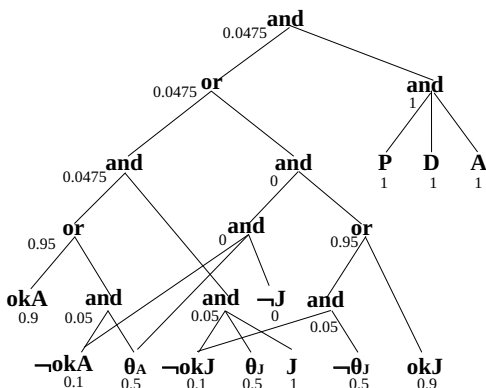 and
0.0475
or
0.0475
and
1
and
0.0475
and
0
P
1
D
1
A
1
or
0.95
and
0
or
0.95
okA
0.9
and
0.05
and
0.05
¬J
0
and
0.05
¬okA
0.1
θA
0.5
¬okJ
0.1
θJ
0.5
J
1
¬θJ
0.5
okJ
0.9